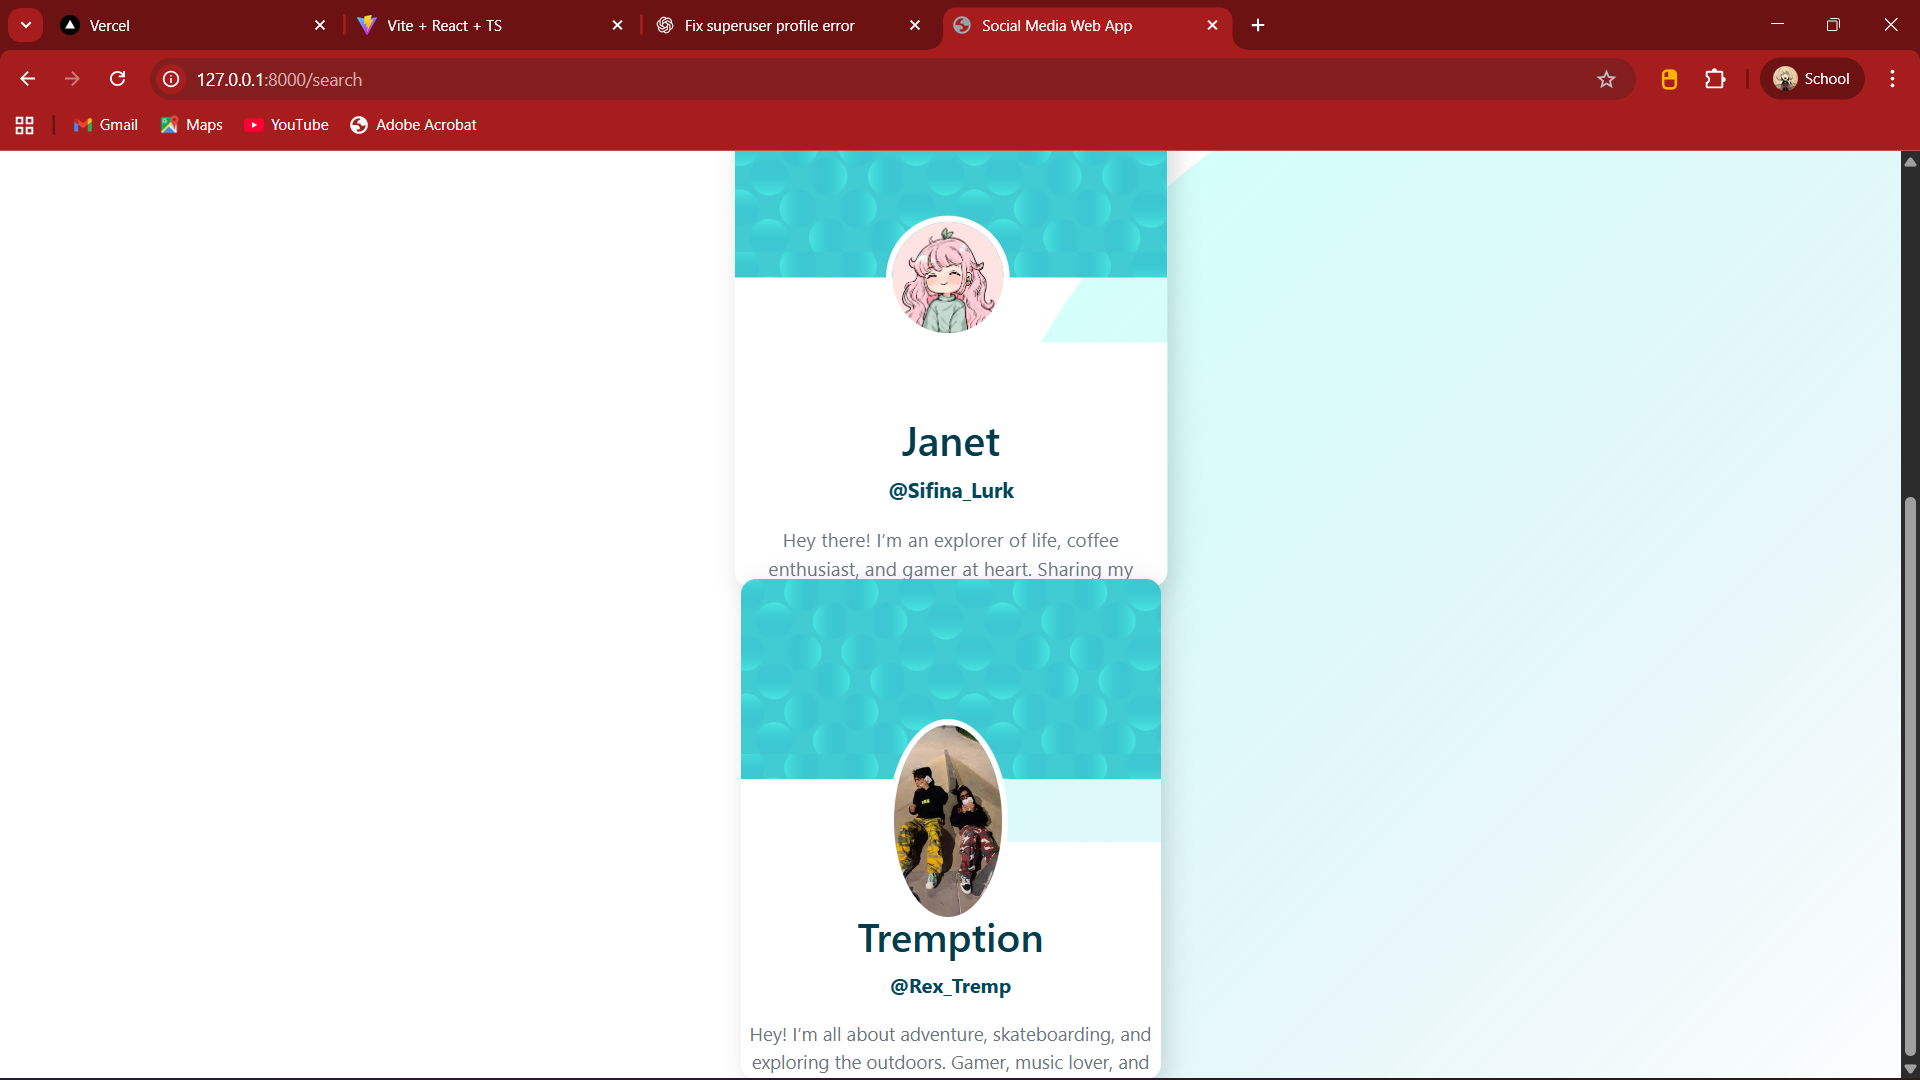 Vercel
Vite + React + TS
Fix superuser profile error
Social Media Web App
127.0.0.1:8000/search
School
Gmail
Maps
YouTube
Adobe Acrobat
Janet
@Sifina_Lurk
Hey there! I'm an explorer of life, coffee
enthusiast, and gamer at heart. Sharing my
Tremption
@Rex_Tremp
Hey! I'm all about adventure, skateboarding, and
exploring the outdoors. Gamer, music lover, and